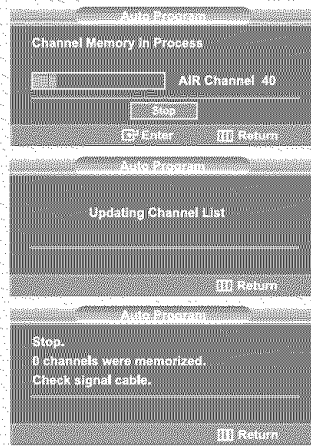 Auto Program
Channel Memory in Process
AIR Channel 40
Stop
Enter Return
Auto Program
Updating Channel List
Return
Auto Program
Stop.
0 channels were memorized.
Check signal cable.
Return